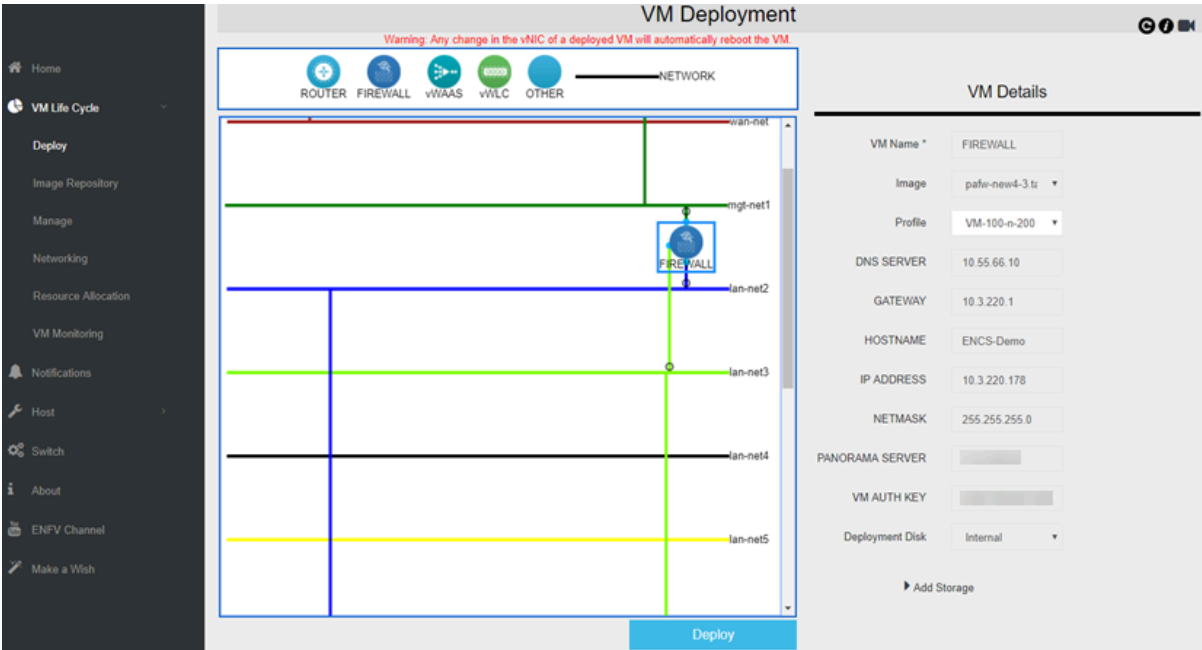 VM Deployment
Warning: Any change in the vNIC of a deployed VM will automatically reboot the VM.
Home
VM Life Cycle
Deploy
Image Repository
Manage
Networking
Resource Allocation
VM Monitoring
Notifications
Host
Switch
About
ENFV Channel
Make a Wish
ROUTER FIREWALL vWAAS vWLC OTHER NETWORK
wan-net
mgt-net1
FIREWALL
lan-net2
lan-net3
lan-net4
lan-net5
Deploy
VM Details
VM Name * FIREWALL
Image pafw-new4-3.ta
Profile VM-100-n-200
DNS SERVER 10.55.66.10
GATEWAY 10.3.220.1
HOSTNAME ENCS-Demo
IP ADDRESS 10.3.220.178
NETMASK 255.255.255.0
PANORAMA SERVER
VM AUTH KEY
Deployment Disk Internal
Add Storage